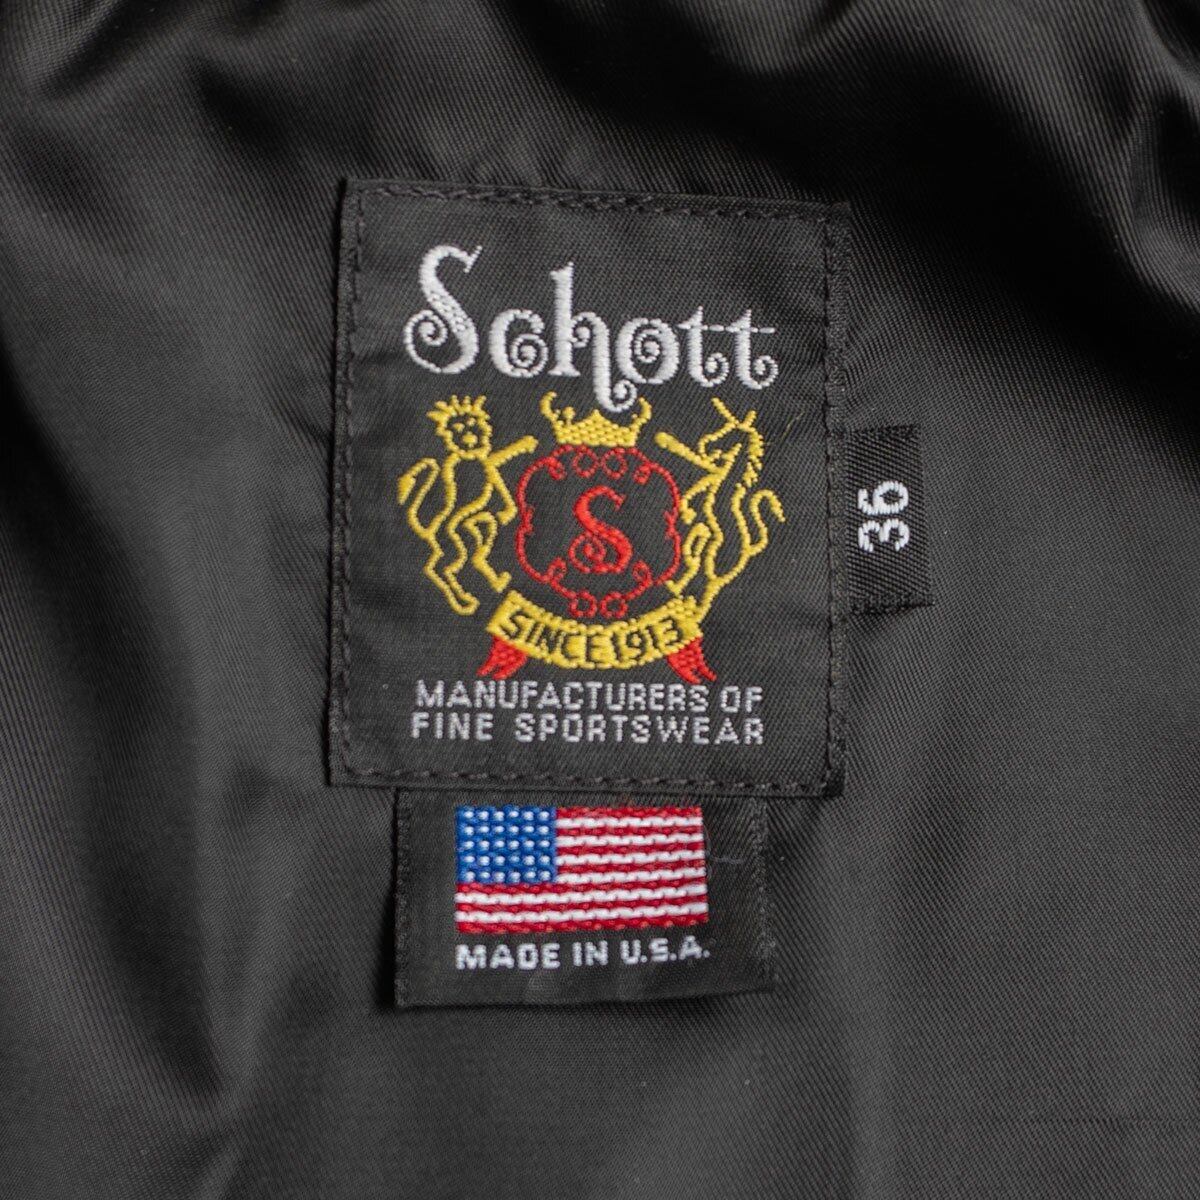 Schott
S
SINCE 1913
MANUFACTURERS OF
FINE SPORTSWEAR
36
MADE IN U.S.A.